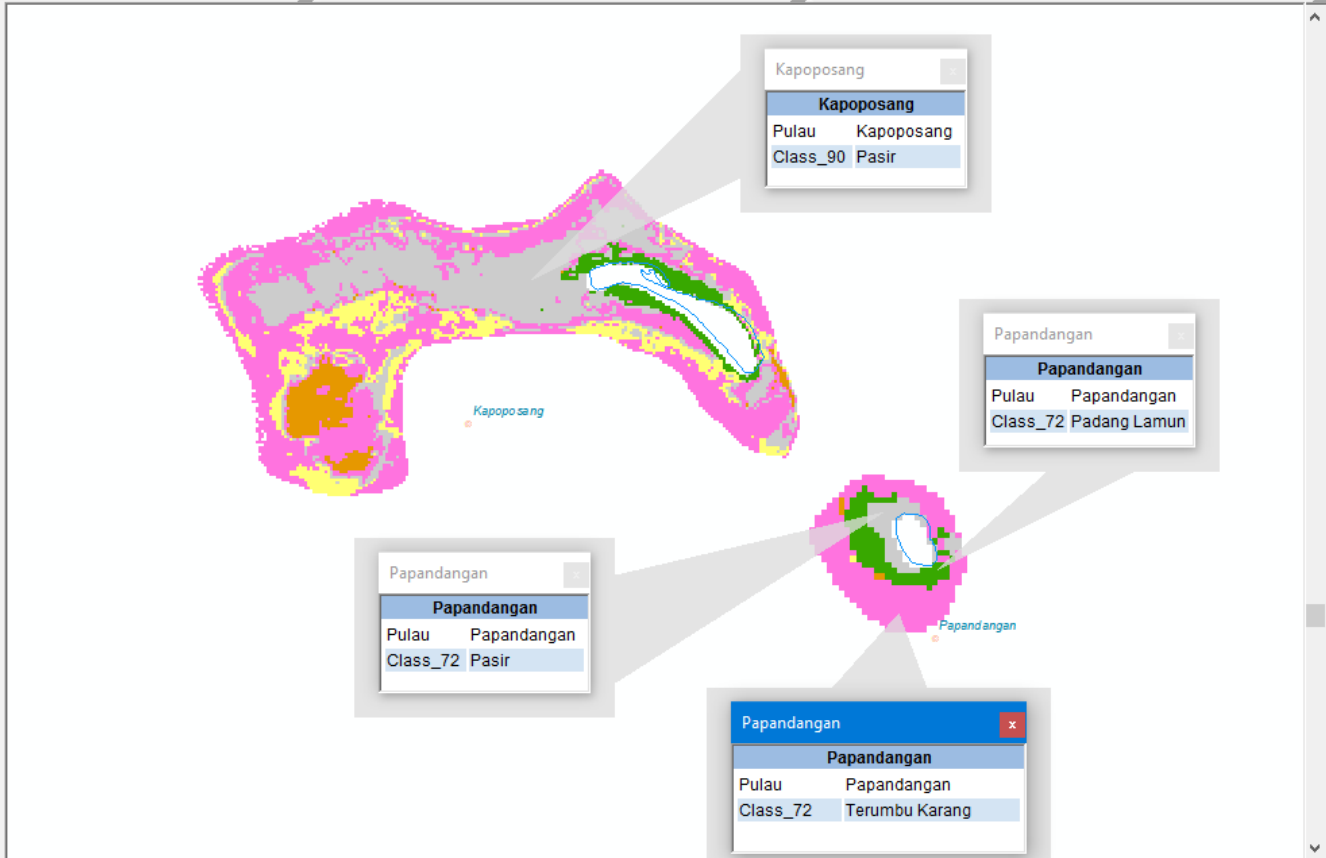 Kapoposang
Kapoposang
Pulau Kapoposang
Class_90 Pasir
Papandangan
Papandangan
Pulau Papandangan
Class_72 Padang Lamun
Kapoposang
Papandangan
Papandangan
Pulau Papandangan
Class_72 Pasir
Papandangan
Papandangan
Papandangan
Pulau Papandangan
Class_72 Terumbu Karang